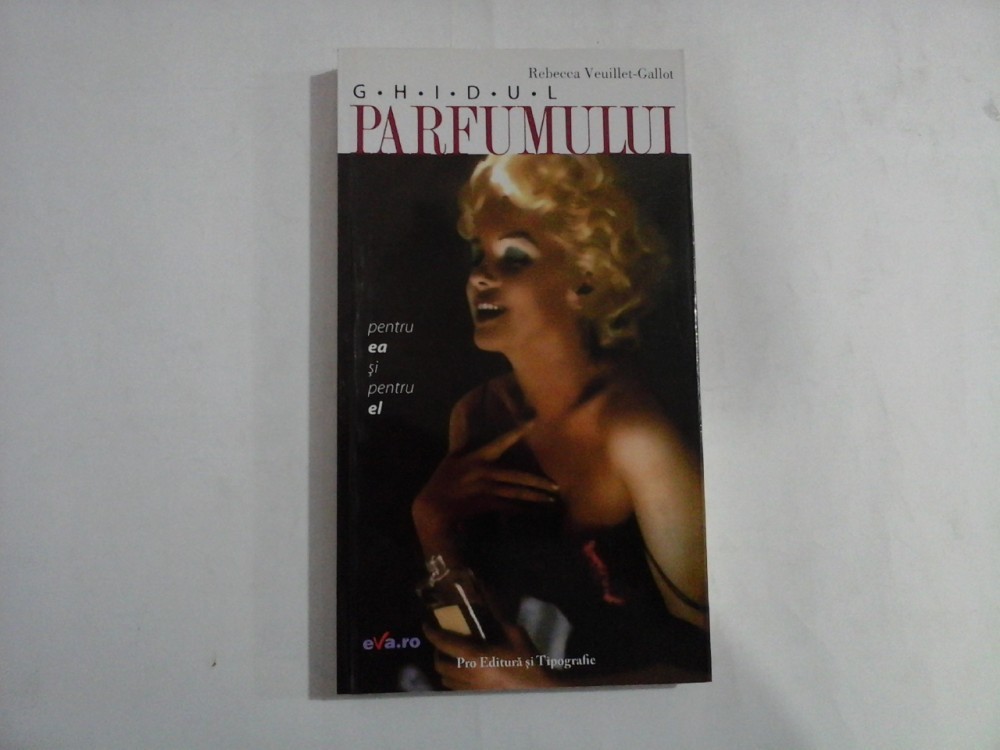 Rebecca Veuillet-Gallot
G•H•I•D•U•L
PARFUMULUI
pentru
ea
și
pentru
el
eva.ro
Pro Editură și Tipografie